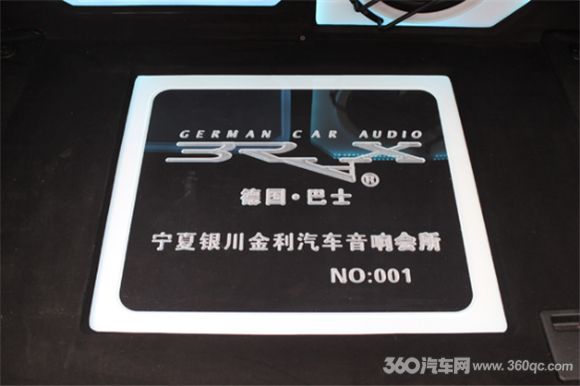 GERMAN CAR AUDIO
BRAX®
德国·巴士
宁夏银川金利汽车音响会所
NO:001
360汽车网 www.360qc.com